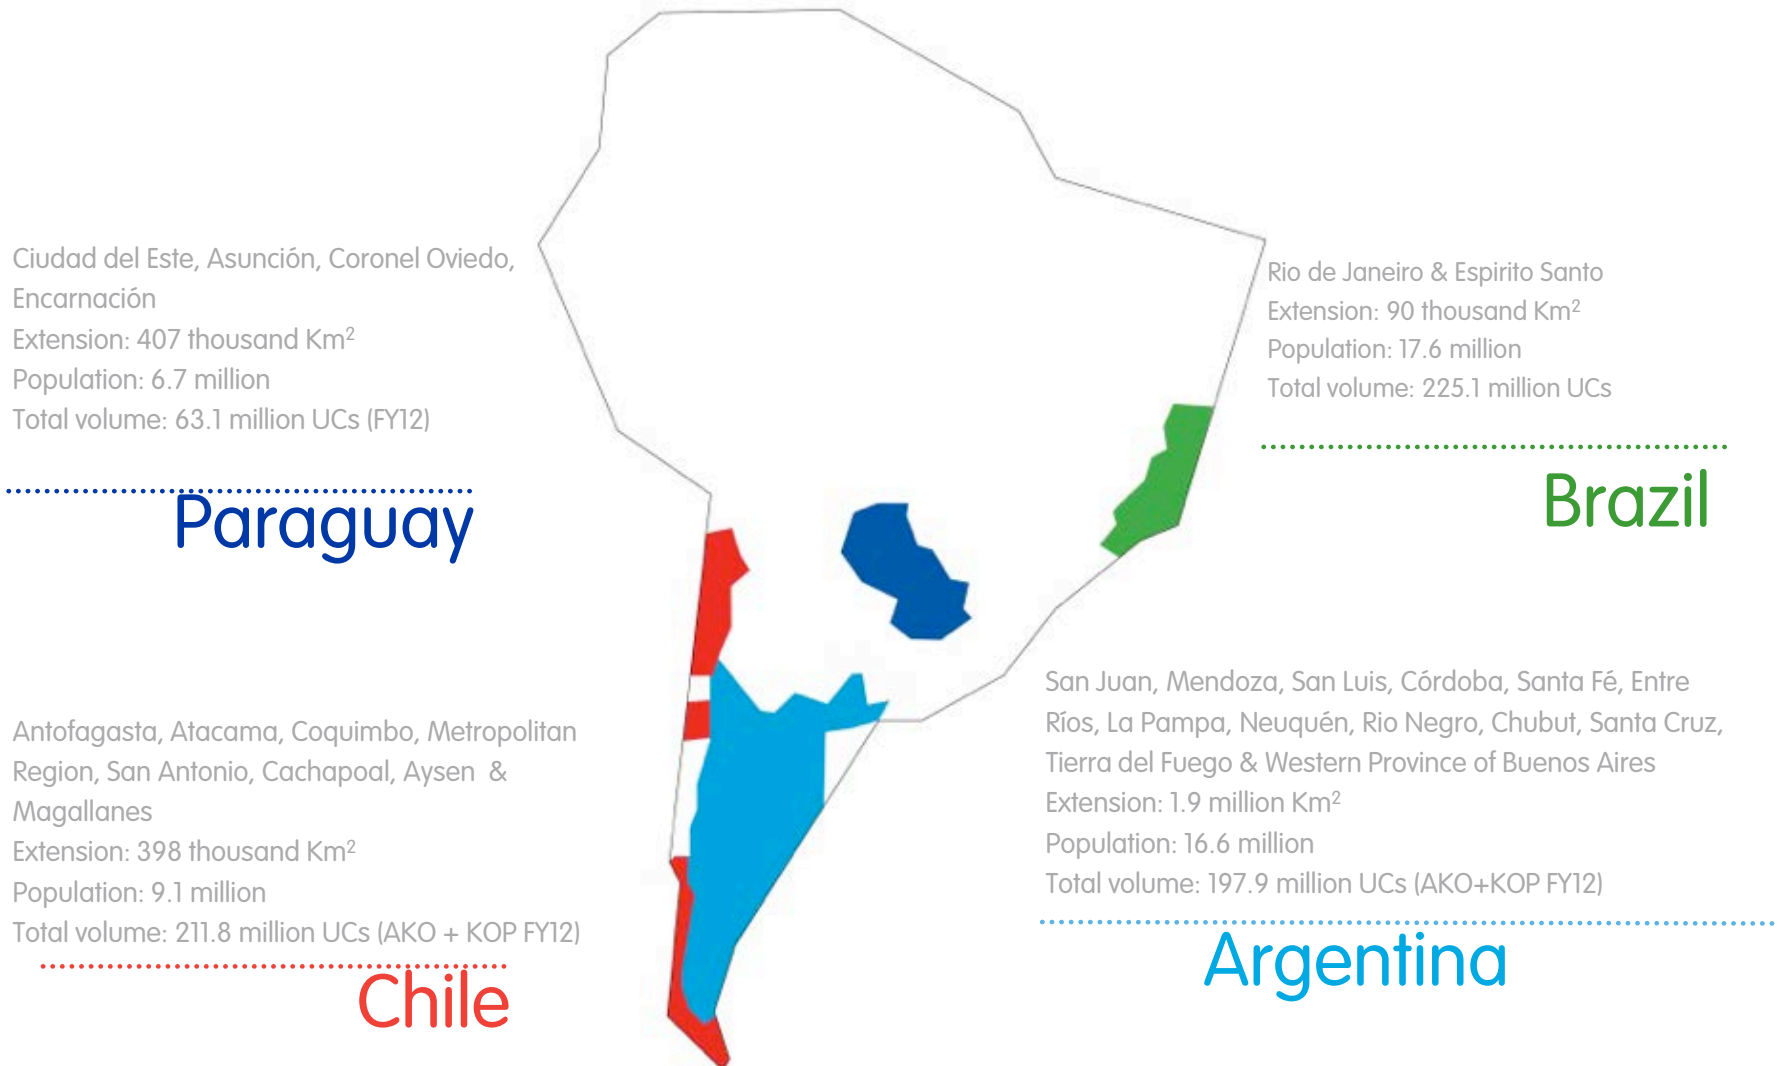 Ciudad del Este, Asunción, Coronel Oviedo,
Encarnación
Extension: 407 thousand Km²
Population: 6.7 million
Total volume: 63.1 million UCs (FY12)
Paraguay
Rio de Janeiro & Espirito Santo
Extension: 90 thousand Km²
Population: 17.6 million
Total volume: 225.1 million UCs
Brazil
Antofagasta, Atacama, Coquimbo, Metropolitan
Region, San Antonio, Cachapoal, Aysen &
Magallanes
Extension: 398 thousand Km²
Population: 9.1 million
Total volume: 211.8 million UCs (AKO + KOP FY12)
Chile
San Juan, Mendoza, San Luis, Córdoba, Santa Fé, Entre
Ríos, La Pampa, Neuquén, Rio Negro, Chubut, Santa Cruz,
Tierra del Fuego & Western Province of Buenos Aires
Extension: 1.9 million Km²
Population: 16.6 million
Total volume: 197.9 million UCs (AKO+KOP FY12)
Argentina